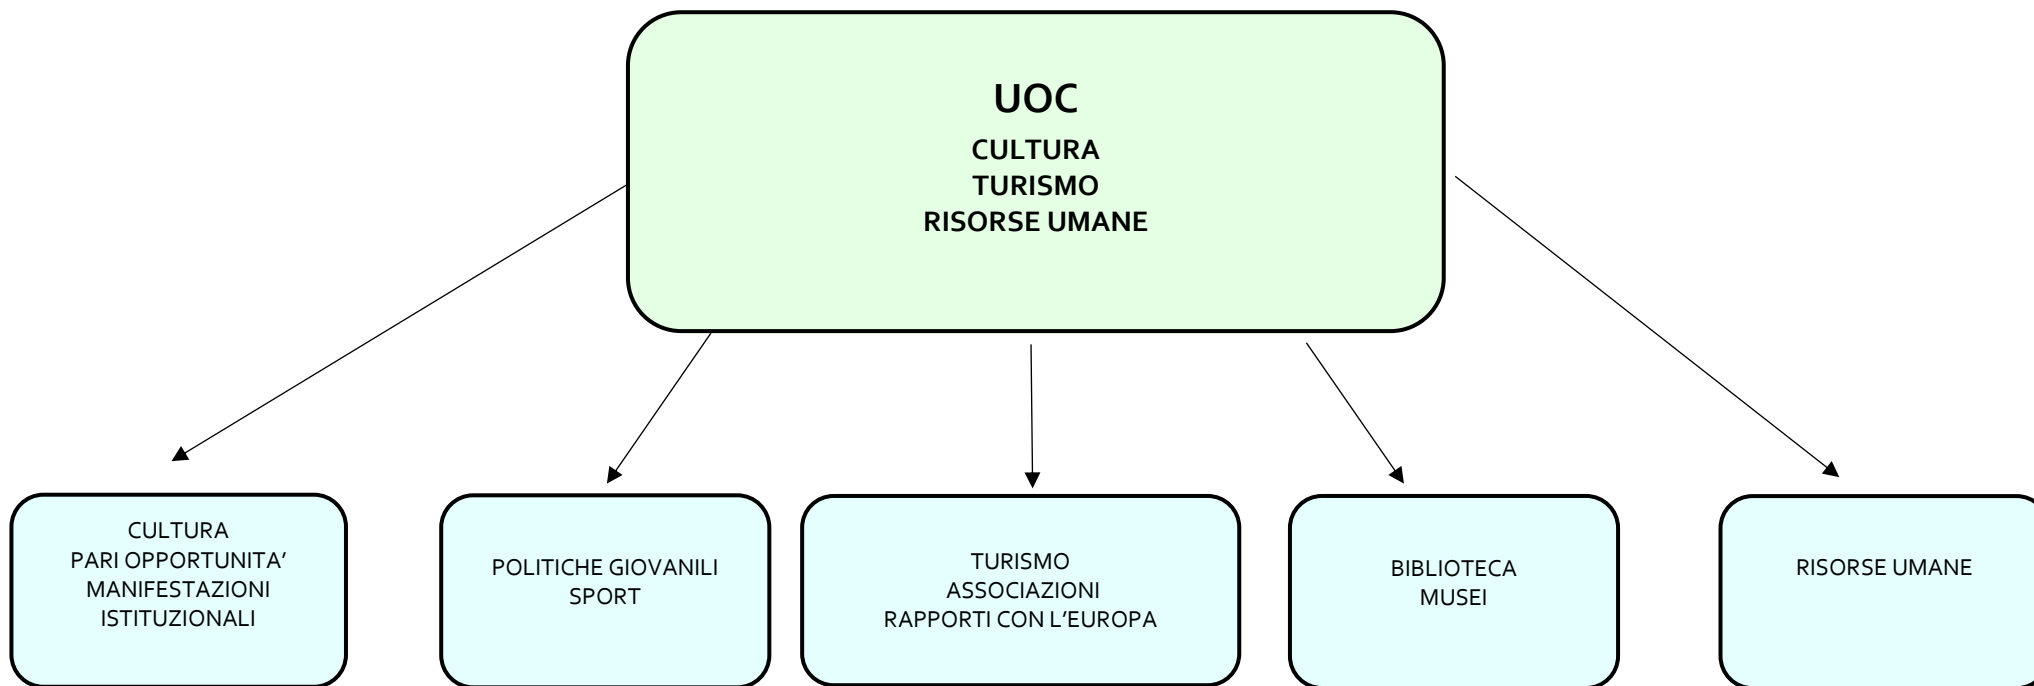 UOC
CULTURA
TURISMO
RISORSE UMANE
CULTURA
PARI OPPORTUNITA’
MANIFESTAZIONI
ISTITUZIONALI
POLITICHE GIOVANILI
SPORT
TURISMO
ASSOCIAZIONI
RAPPORTI CON L’EUROPA
BIBLIOTECA
MUSEI
RISORSE UMANE